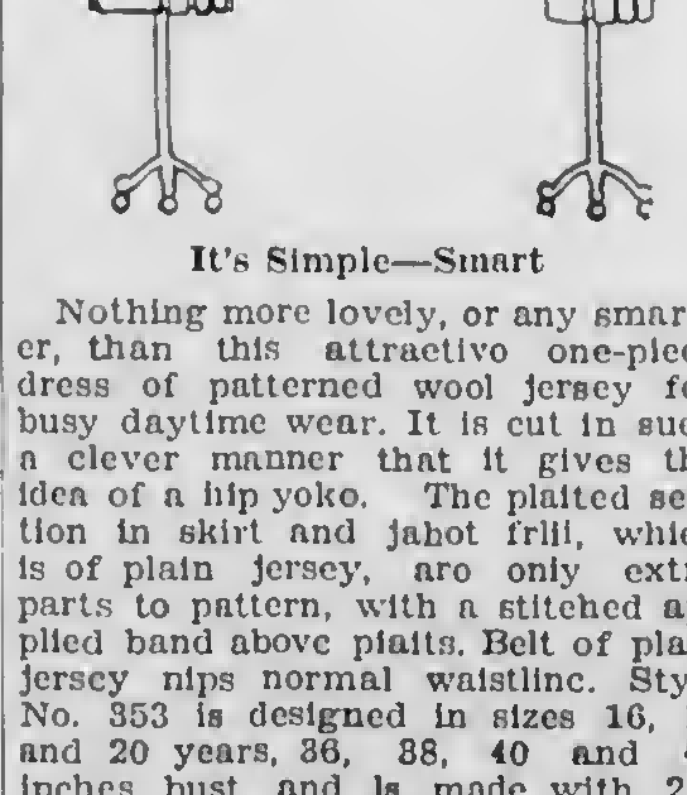 It's Simple—Smart
Nothing more lovely, or any smar
er, than this attractivo one-piec
dress of patterned wool jersey fo
busy daytime wear. It is cut in suc
a clever manner that it gives th
idea of a hip yoko. The plaited se
tion in skirt and jabot frill, whic
is of plain jersey, aro only extr
parts to pattern, with a stitched a
plied band above plaits. Belt of pla
jersey nips normal waistline. Sty
No. 353 is designed in sizes 16,
and 20 years, 36, 38, 40 and 4
inches bust and is made with 2